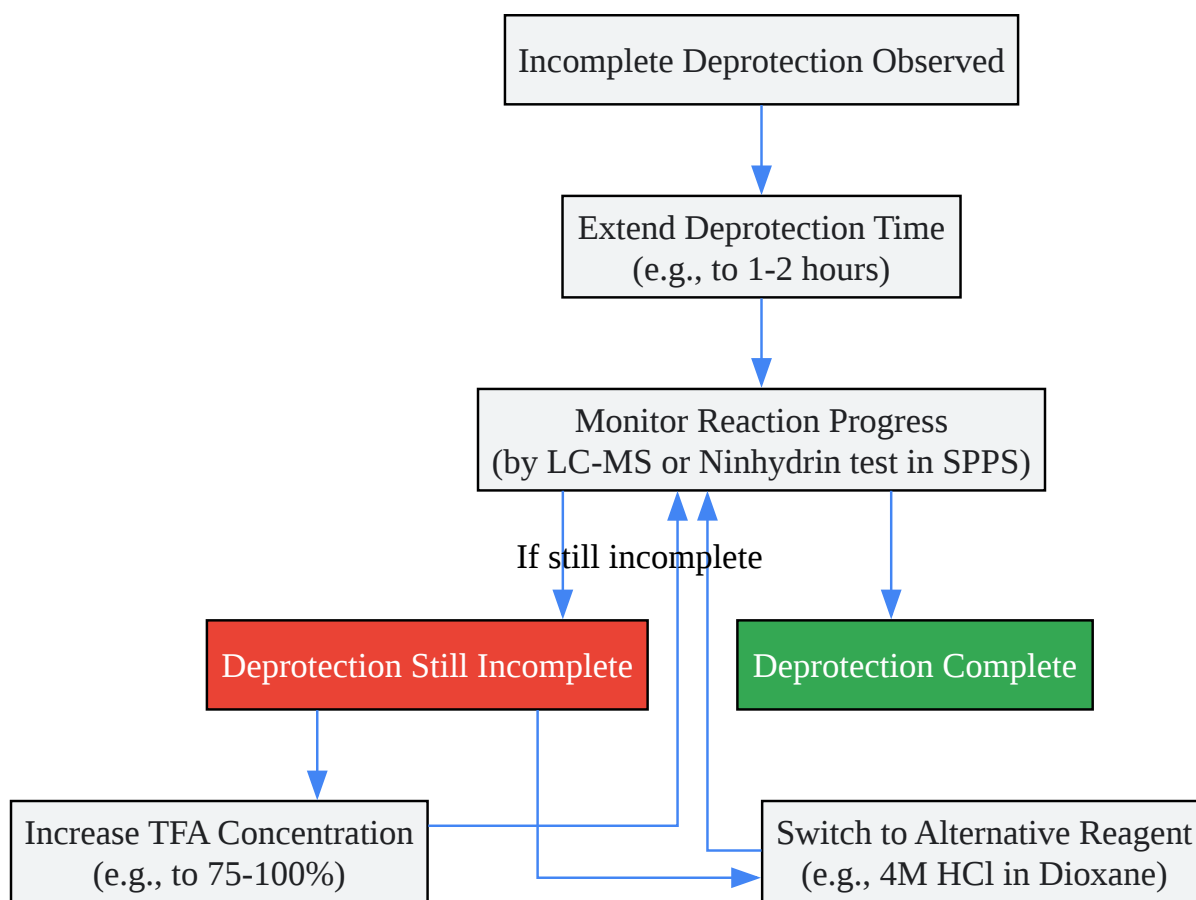 Incomplete Deprotection Observed
Extend Deprotection Time
(e.g., to 1-2 hours)
Monitor Reaction Progress
(by LC-MS or Ninhydrin test in SPPS)
If still incomplete
Deprotection Still Incomplete
Deprotection Complete
Increase TFA Concentration
(e.g., to 75-100%)
Switch to Alternative Reagent
(e.g., 4M HCl in Dioxane)